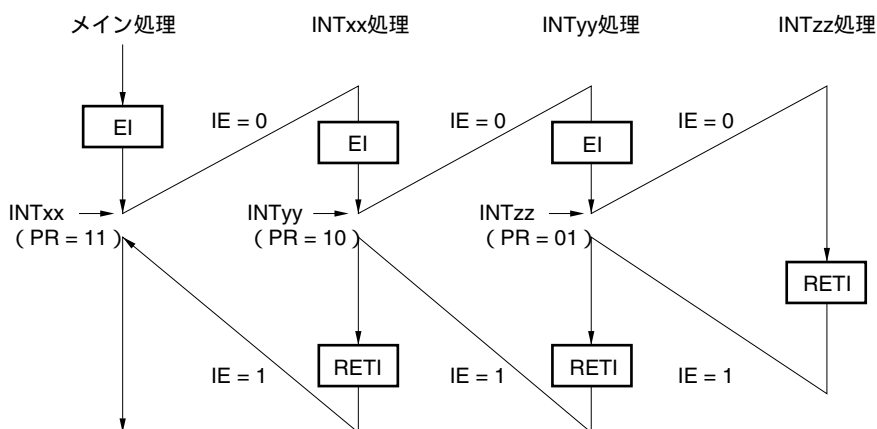 メイン処理 INTxx処理 INTyy処理 INTzz処理
EI IE = 0 EI IE = 0 EI IE = 0
INTxx INTyy INTzz
（PR = 11） （PR = 10） （PR = 01）
RETI
IE = 1 RETI IE = 1 RETI IE = 1